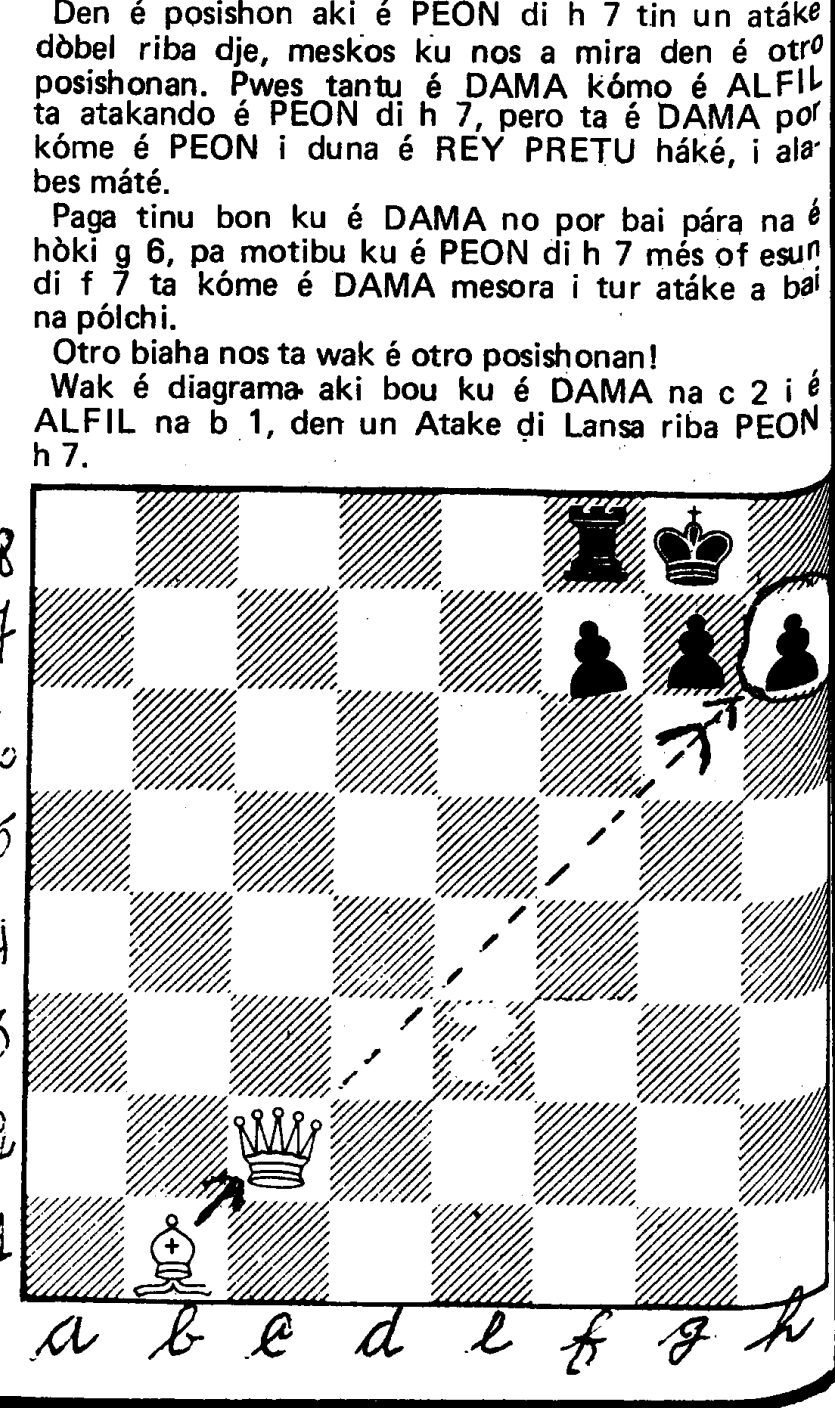 Den é posishon aki é PEON di h 7 tin un atáke
dòbel riba dje, meskos ku nos a mira den é otro
posishonan. Pwes tantu é DAMA kómo é ALFIL
ta atakando é PEON di h 7, pero ta é DAMA por
kóme é PEON i duna é REY PRETU háké, i ala-
bes máté.
Paga tinu bon ku é DAMA no por bai pára na é
hòki g 6, pa motibu ku é PEON di h 7 més of esun
di f 7 ta kóme é DAMA mesora i tur atáke a bai
na pólchi.
Otro biaha nos ta wak é otro posishonan!
Wak é diagrama aki bou ku é DAMA na c 2 i é
ALFIL na b 1, den un Atake di Lansa riba PEON
h 7.
8
7
a b c d e f g h